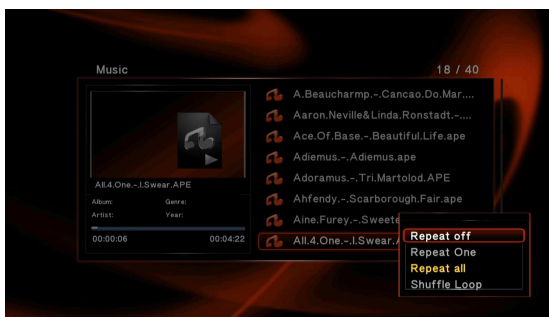 Music
18 / 40
All.4.One.-.I.Swear.APE
Album:
Genre:
Artist:
Year:
00:00:06
00:04:22
A.Beaucharmp.-.Cancao.Do.Mar....
Aaron.Neville&Linda.Ronstadt.-....
Ace.Of.Base.-.Beautiful.Life.ape
Adiemus.-.Adiemus.ape
Adoramus.-.Tri.Martolod.APE
Ahfendy.-.Scarborough.Fair.ape
Aine.Furey.-.Sweete
All.4.One.-.I.Swear.A
Repeat off
Repeat One
Repeat all
Shuffle Loop